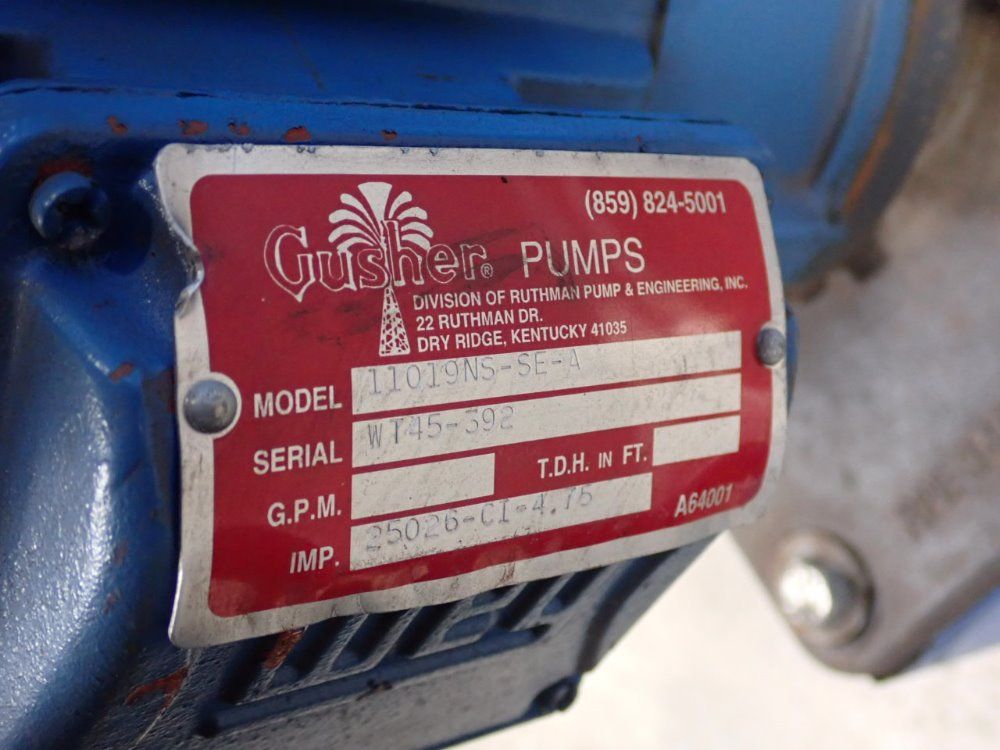 (859) 824-5001
Gusher® PUMPS
DIVISION OF RUTHMAN PUMP & ENGINEERING, INC.
22 RUTHMAN DR.
DRY RIDGE, KENTUCKY 41035
MODEL 11019NS-SE-A
SERIAL WT45-392
G.P.M. T.D.H. IN FT.
IMP. 25026-CI-4.75 A64001